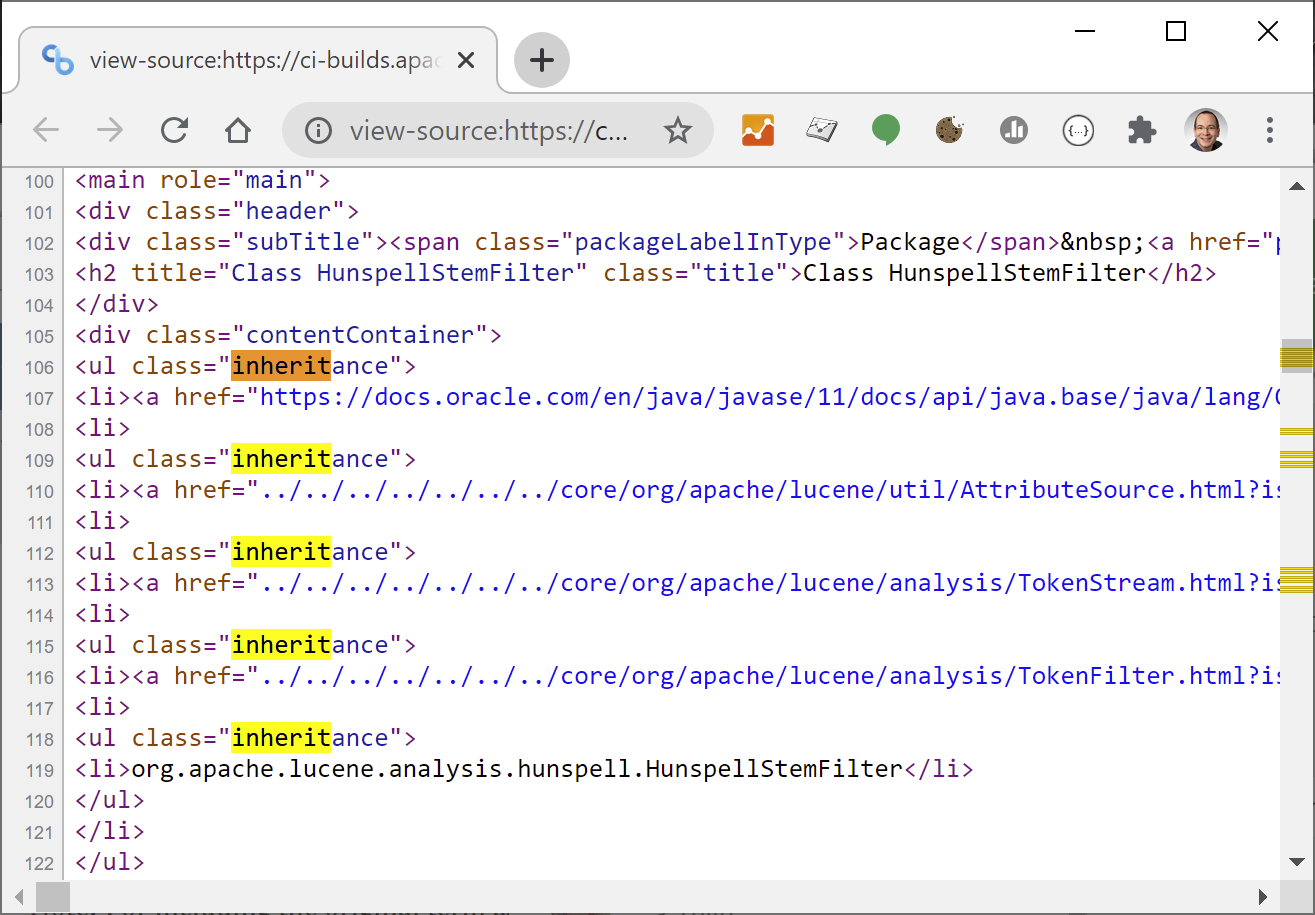 view-source:https://ci-builds.apac
view-source:https://c...
100 <main role="main">
101 <div class="header">
102 <div class="subTitle"><span class="packageLabelInType">Package</span>&nbsp;<a href="p
103 <h2 title="Class HunspellStemFilter" class="title">Class HunspellStemFilter</h2>
104 </div>
105 <div class="contentContainer">
106 <ul class="inheritance">
107 <li><a href="https://docs.oracle.com/en/java/javase/11/docs/api/java.base/java/lang/O
108 <li>
109 <ul class="inheritance">
110 <li><a href="../../../../../../../core/org/apache/lucene/util/AttributeSource.html?is
111 <li>
112 <ul class="inheritance">
113 <li><a href="../../../../../../../core/org/apache/lucene/analysis/TokenStream.html?is
114 <li>
115 <ul class="inheritance">
116 <li><a href="../../../../../../../core/org/apache/lucene/analysis/TokenFilter.html?is
117 <li>
118 <ul class="inheritance">
119 <li>org.apache.lucene.analysis.hunspell.HunspellStemFilter</li>
120 </ul>
121 </li>
122 </ul>